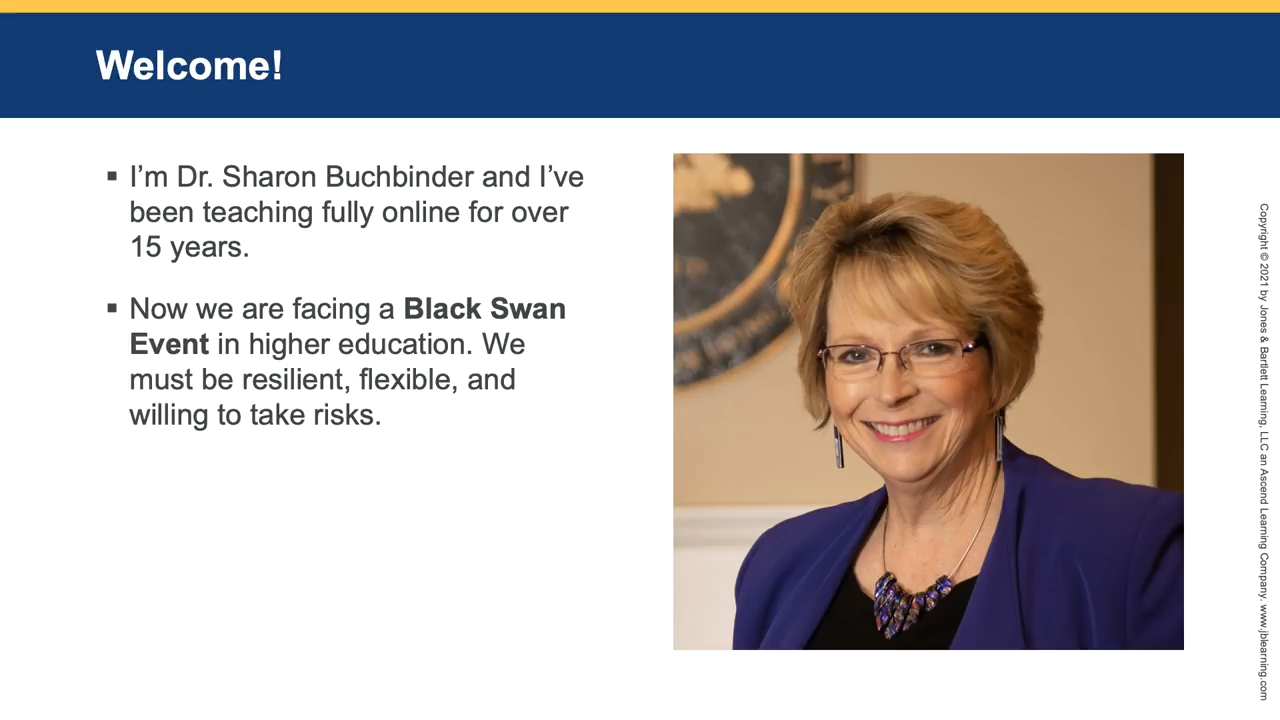 Welcome!
▪ I’m Dr. Sharon Buchbinder and I’ve
been teaching fully online for over
15 years.
▪ Now we are facing a Black Swan
Event in higher education. We
must be resilient, flexible, and
willing to take risks.
Copyright © 2021 by Jones & Bartlett Learning, LLC an Ascend Learning Company. www.jblearning.com